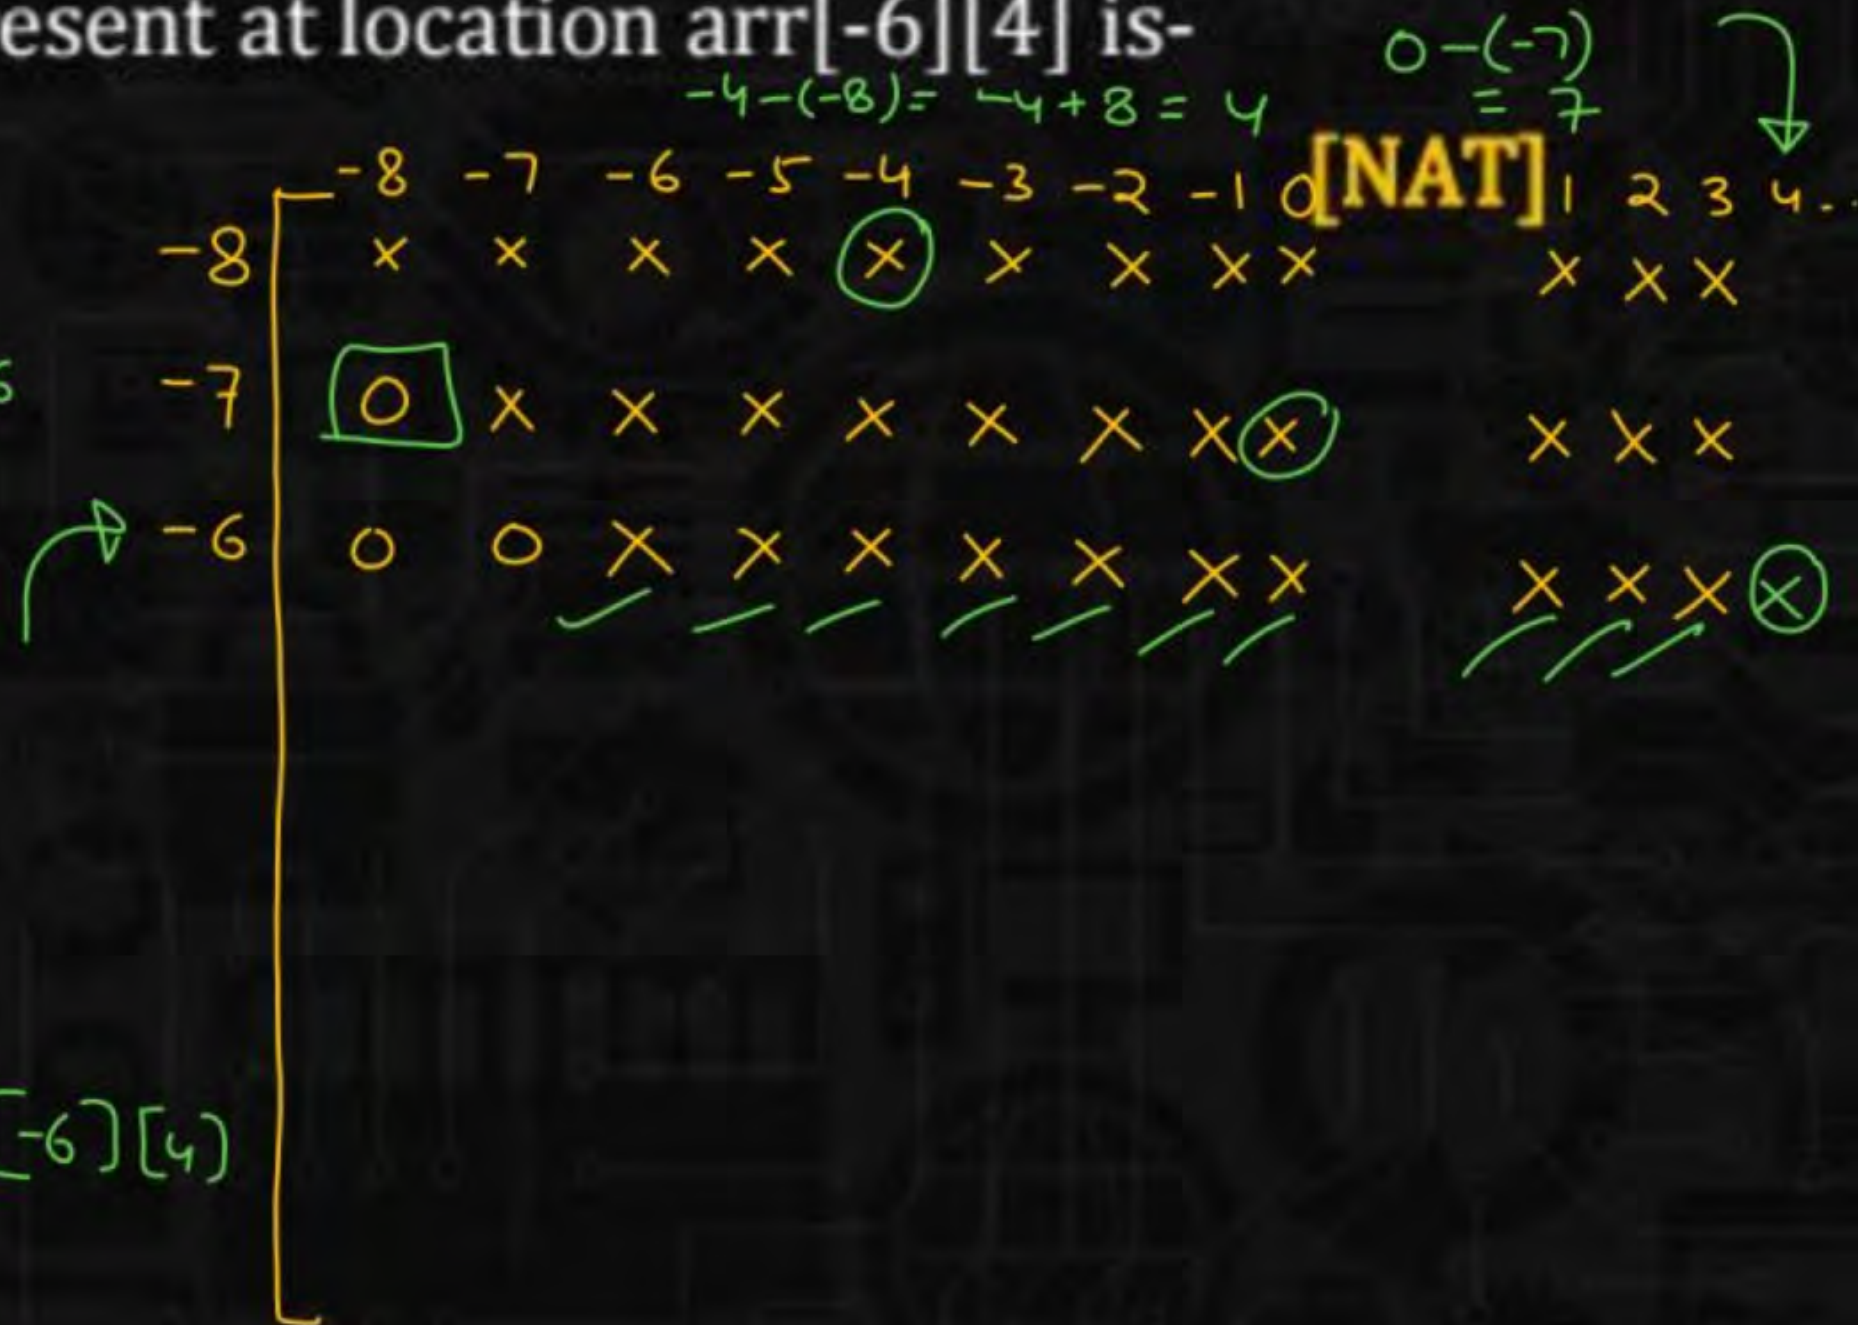 esent at location arr[-6][4] is-
0-(-7)
-4-(-8)= -4+8 = 4
= 7
[NAT]
-8 -7 -6 -5 -4 -3 -2 -1 0 1 2 3 4..
-8 × × × × × × × × × × × ×
-7 0 × × × × × × × × × × ×
-6 0 0 × × × × × × × × × × ×
[-6][4]